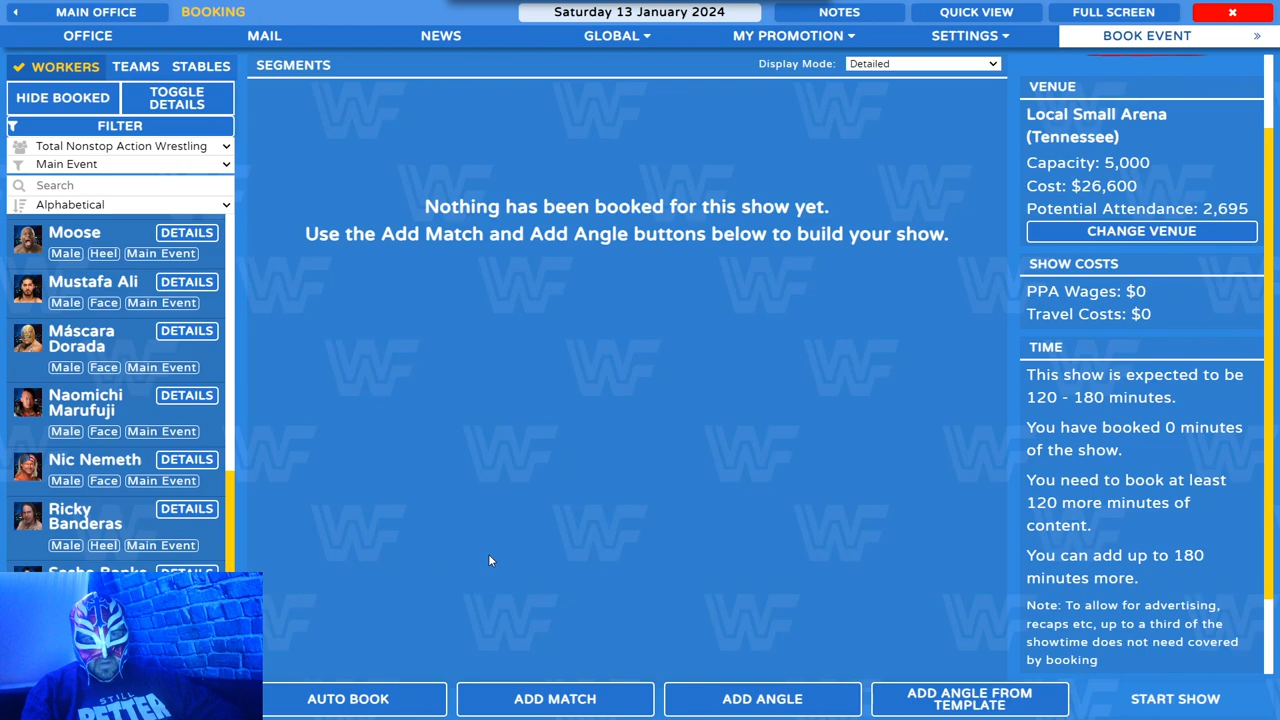 MAIN OFFICE
BOOKING
Saturday 13 January 2024
NOTES
QUICK VIEW
FULL SCREEN
OFFICE
MAIL
NEWS
GLOBAL
MY PROMOTION
SETTINGS
BOOK EVENT
»
WORKERS
TEAMS
STABLES
SEGMENTS
Display Mode:
Detailed
HIDE BOOKED
TOGGLE
DETAILS
FILTER
Total Nonstop Action Wrestling
Main Event
Search
Alphabetical
Moose
DETAILS
Male Heel Main Event
Mustafa Ali
DETAILS
Male Face Main Event
Máscara
Dorada
DETAILS
Male Face Main Event
Naomichi
Marufuji
DETAILS
Male Face Main Event
Nic Nemeth
DETAILS
Male Face Main Event
Ricky
Banderas
DETAILS
Male Heel Main Event
Nothing has been booked for this show yet.
Use the Add Match and Add Angle buttons below to build your show.
VENUE
Local Small Arena
(Tennessee)
Capacity: 5,000
Cost: $26,600
Potential Attendance: 2,695
CHANGE VENUE
SHOW COSTS
PPA Wages: $0
Travel Costs: $0
TIME
This show is expected to be
120 - 180 minutes.
You have booked 0 minutes
of the show.
You need to book at least
120 more minutes of
content.
You can add up to 180
minutes more.
Note: To allow for advertising,
recaps etc, up to a third of the
showtime does not need covered
by booking
STILL
BETTER
AUTO BOOK
ADD MATCH
ADD ANGLE
ADD ANGLE FROM
TEMPLATE
START SHOW